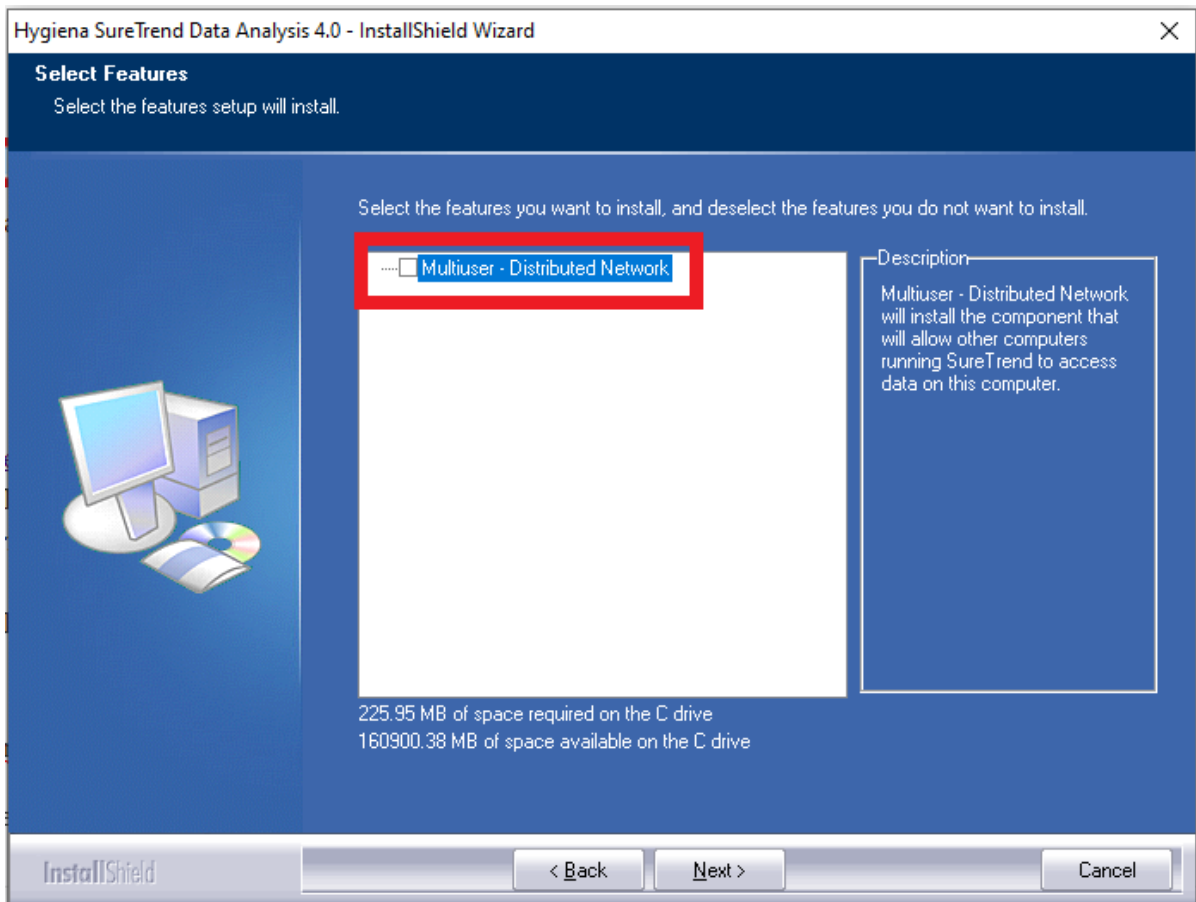 Hygiena SureTrend Data Analysis 4.0 - InstallShield Wizard
Select Features
Select the features setup will install.
Select the features you want to install, and deselect the features you do not want to install.
Multiuser - Distributed Network
Description
Multiuser - Distributed Network
will install the component that
will allow other computers
running SureTrend to access
data on this computer.
225.95 MB of space required on the C drive
160900.38 MB of space available on the C drive
InstallShield
< Back
Next >
Cancel